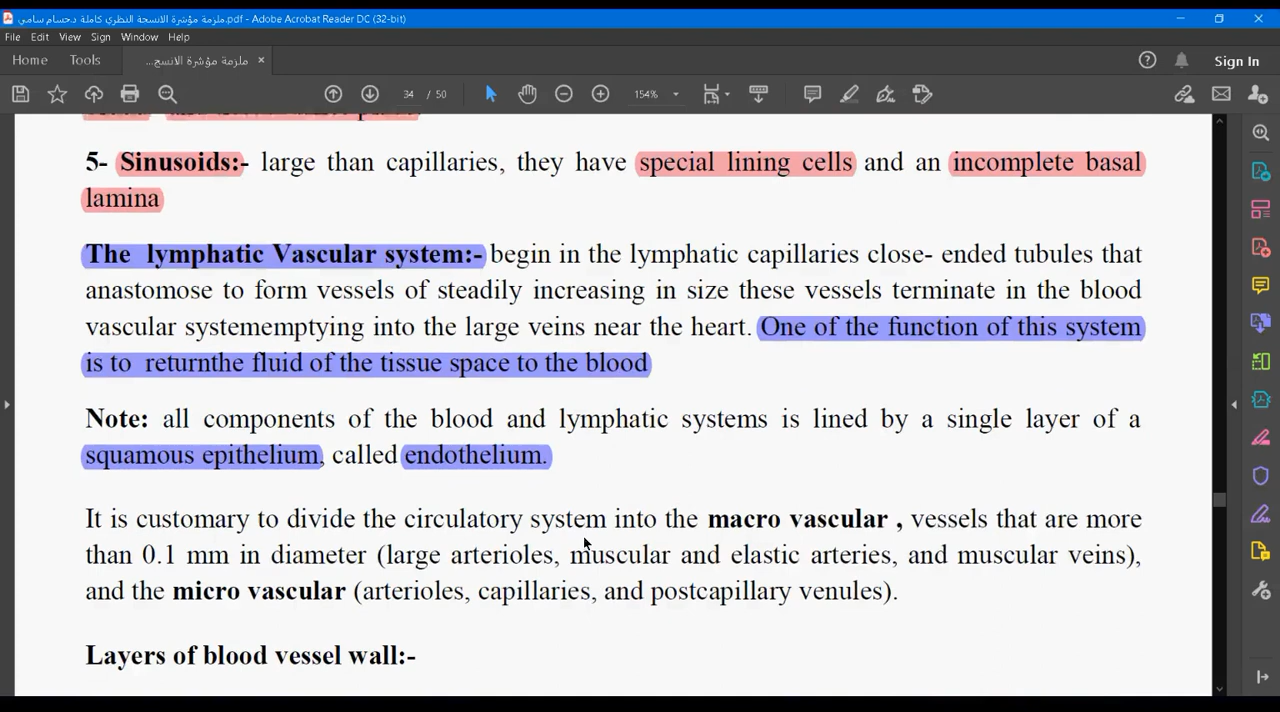 ملزمة مؤشرة الانسجة النظري كاملة د.حسام سامي.pdf - Adobe Acrobat Reader DC (32-bit)
File Edit View Sign Window Help
Home Tools ملزمة مؤشرة الانسج... × Sign In
34 / 50 154%
5- Sinusoids:- large than capillaries, they have special lining cells and an incomplete basal
lamina
The lymphatic Vascular system:- begin in the lymphatic capillaries close- ended tubules that
anastomose to form vessels of steadily increasing in size these vessels terminate in the blood
vascular systememptying into the large veins near the heart. One of the function of this system
is to returnthe fluid of the tissue space to the blood
Note: all components of the blood and lymphatic systems is lined by a single layer of a
squamous epithelium, called endothelium.
It is customary to divide the circulatory system into the macro vascular , vessels that are more
than 0.1 mm in diameter (large arterioles, muscular and elastic arteries, and muscular veins),
and the micro vascular (arterioles, capillaries, and postcapillary venules).
Layers of blood vessel wall:-